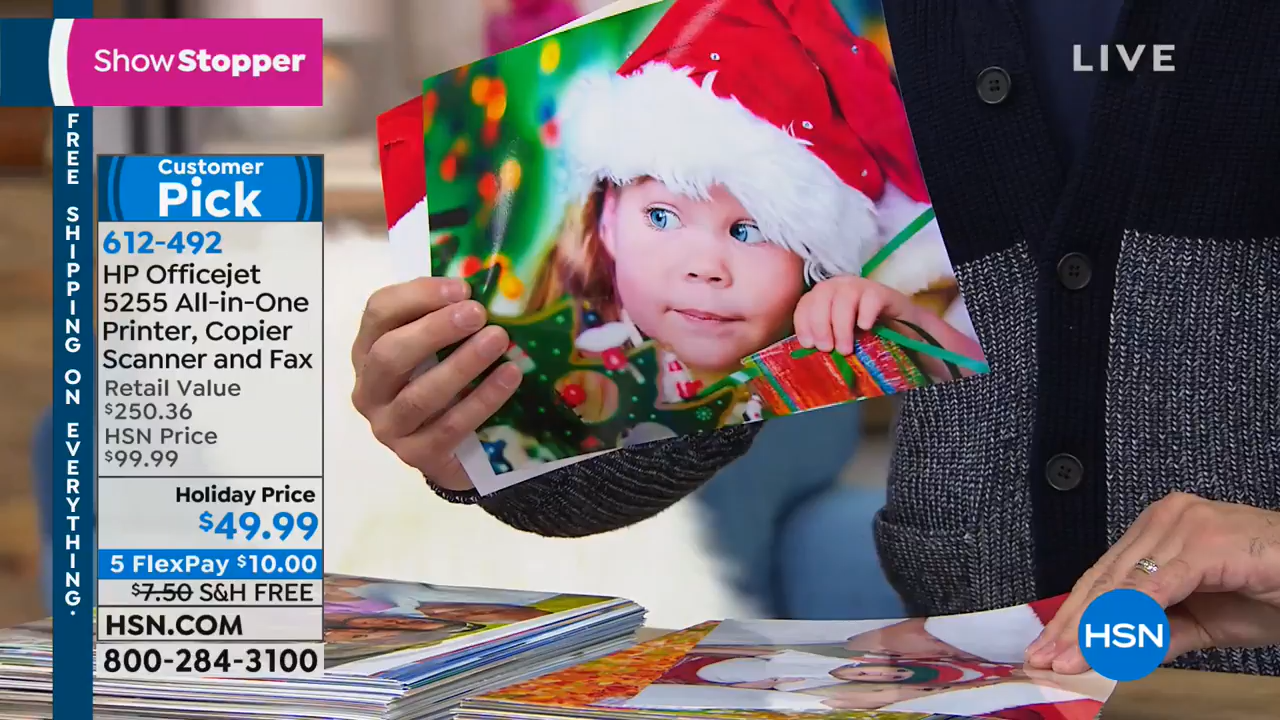 ShowStopper
LIVE
FREE SHIPPING ON EVERYTHING.
Customer
Pick
612-492
HP Officejet
5255 All-in-One
Printer, Copier
Scanner and Fax
Retail Value
$250.36
HSN Price
$99.99
Holiday Price
$49.99
5 FlexPay $10.00
$7.50 S&H FREE
HSN.COM
800-284-3100
HSN